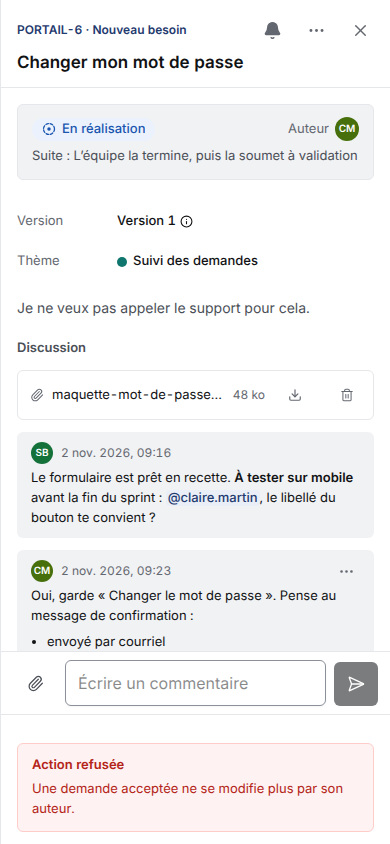 PORTAIL-6 · Nouveau besoin
Changer mon mot de passe
En réalisation
Auteur CM
Suite : L’équipe la termine, puis la soumet à validation
Version Version 1
Thème Suivi des demandes
Je ne veux pas appeler le support pour cela.
Discussion
maquette-mot-de-passe... 48 ko
SB 2 nov. 2026, 09:16
Le formulaire est prêt en recette. À tester sur mobile
avant la fin du sprint : @claire.martin, le libellé du
bouton te convient ?
CM 2 nov. 2026, 09:23
Oui, garde « Changer le mot de passe ». Pense au
message de confirmation :
• envoyé par courriel
Écrire un commentaire
Action refusée
Une demande acceptée ne se modifie plus par son
auteur.